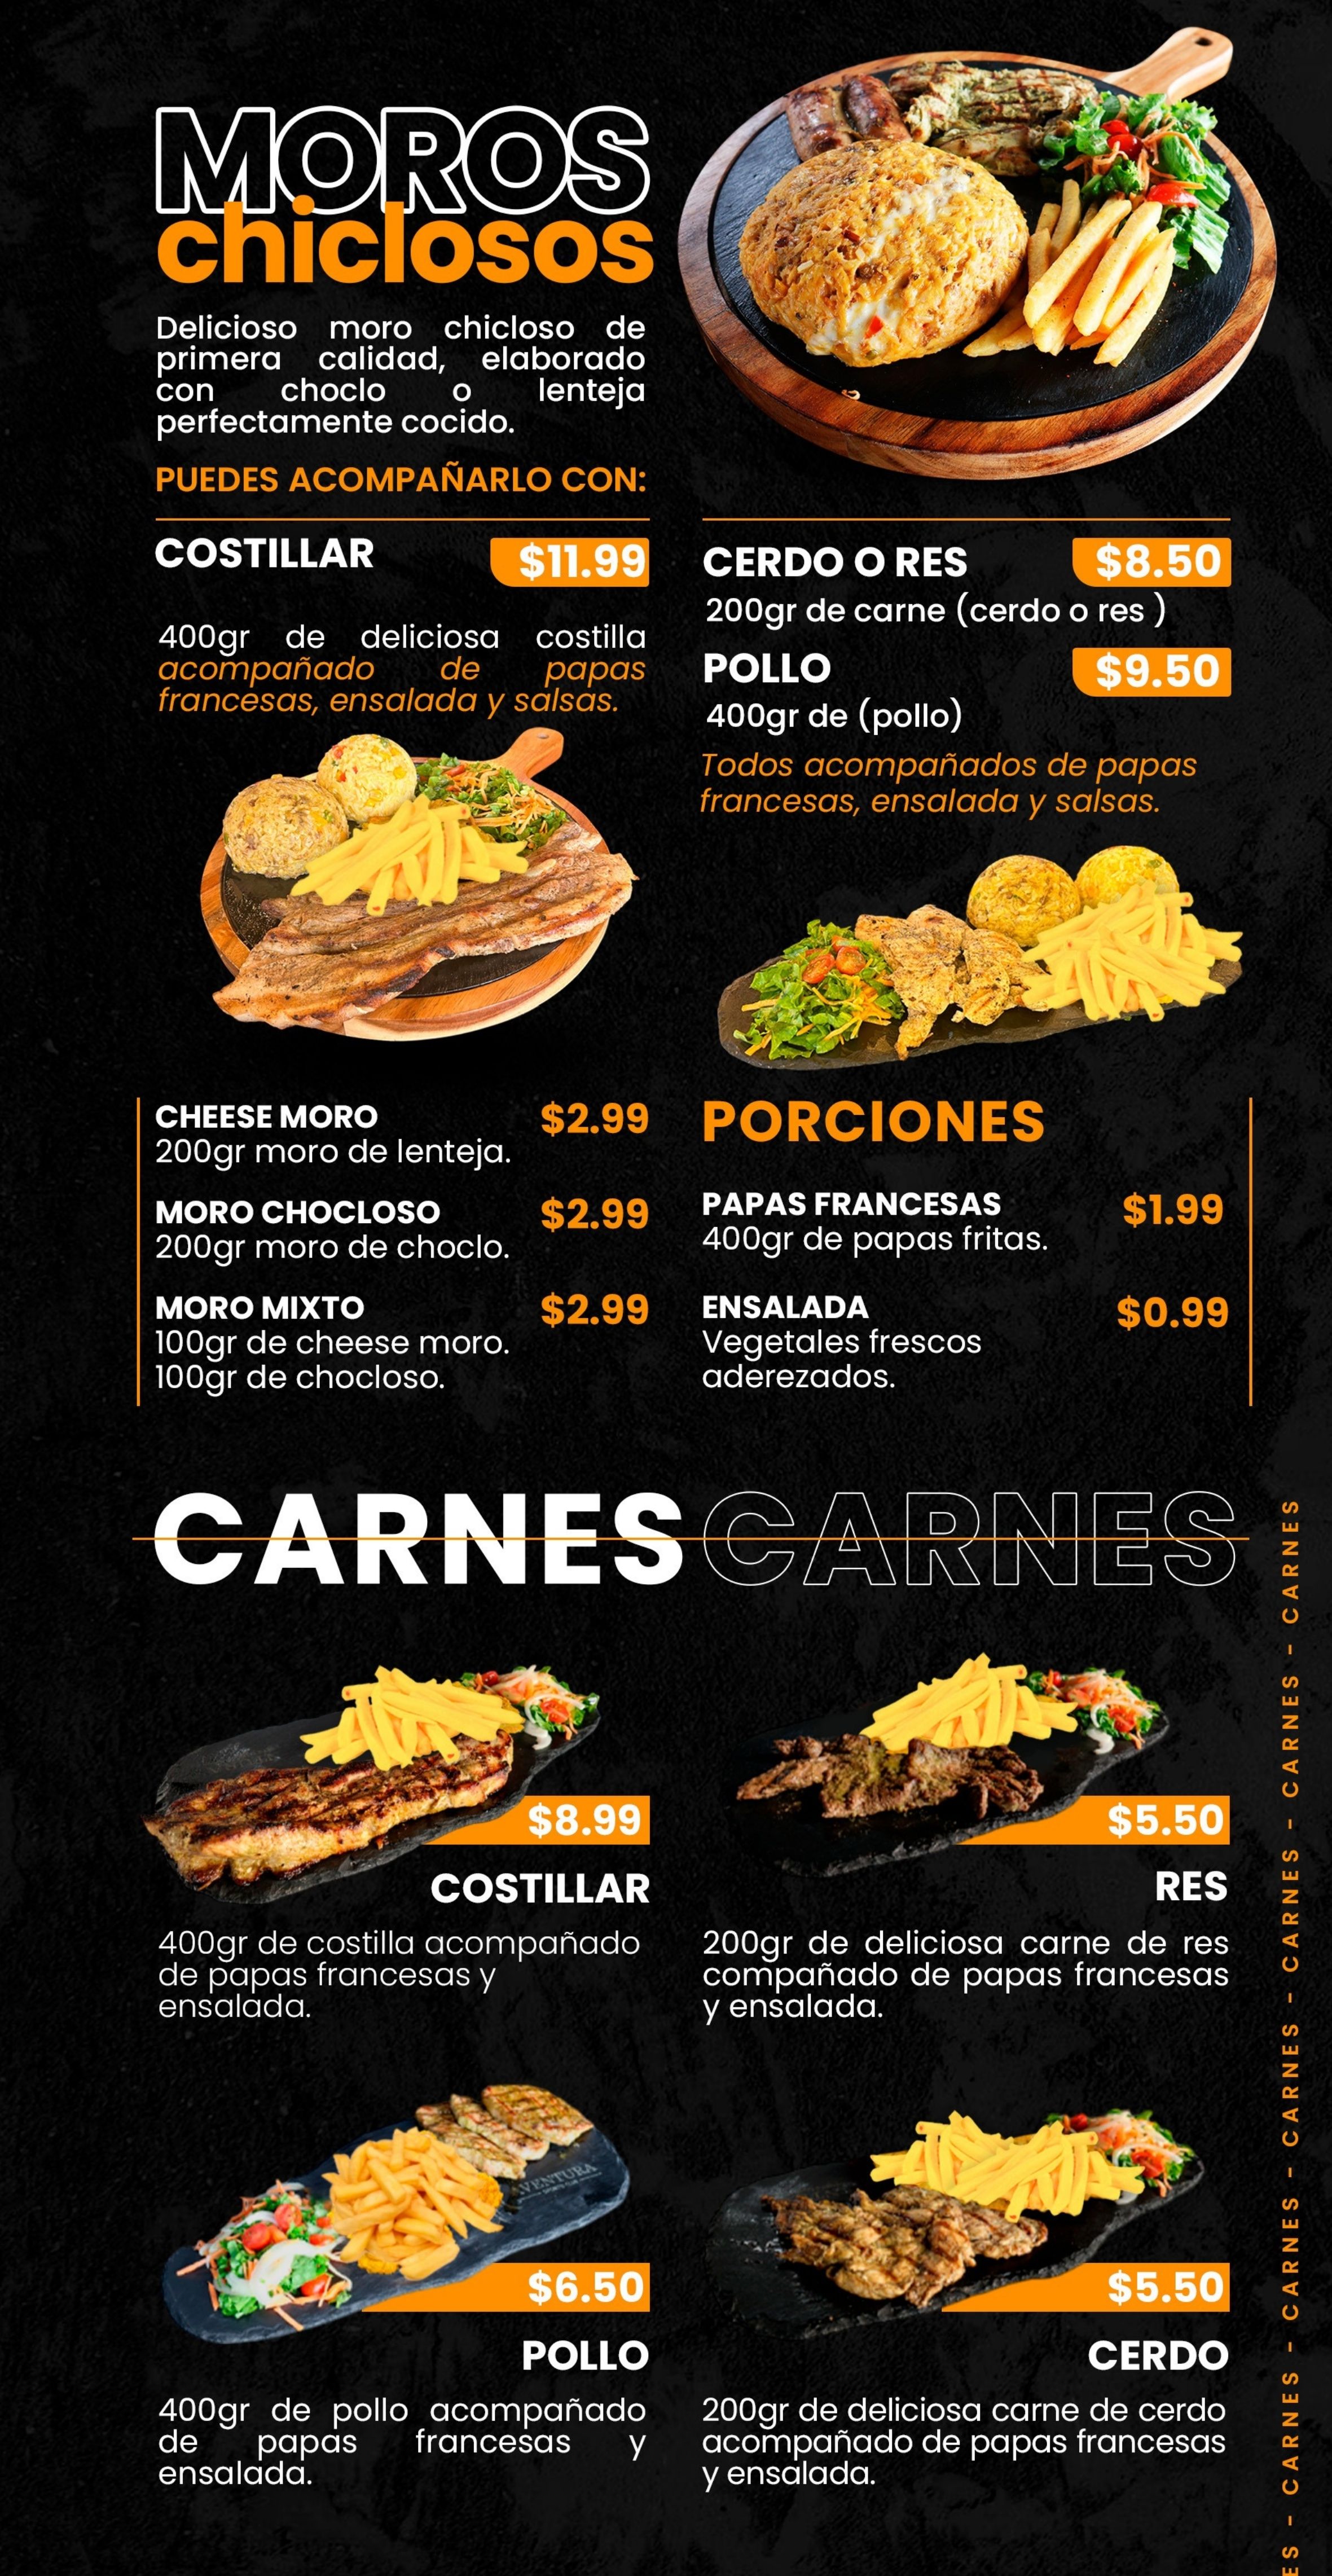 MOROS
chiclosos
Delicioso moro chicloso de
primera calidad, elaborado
con choclo o lenteja
perfectamente cocido.
PUEDES ACOMPAÑARLO CON:
COSTILLAR
$11.99
400gr de deliciosa costilla
acompañado de papas
francesas, ensalada y salsas.
CERDO O RES
$8.50
200gr de carne (cerdo o res )
POLLO
$9.50
400gr de (pollo)
Todos acompañados de papas
francesas, ensalada y salsas.
CHEESE MORO
$2.99
200gr moro de lenteja.
MORO CHOCLOSO
$2.99
200gr moro de choclo.
MORO MIXTO
$2.99
100gr de cheese moro.
100gr de chocloso.
PORCIONES
PAPAS FRANCESAS
$1.99
400gr de papas fritas.
ENSALADA
$0.99
Vegetales frescos
aderezados.
CARNES CARNES
$8.99
COSTILLAR
400gr de costilla acompañado
de papas francesas y
ensalada.
$5.50
RES
200gr de deliciosa carne de res
compañado de papas francesas
y ensalada.
VENTURA
$6.50
POLLO
400gr de pollo acompañado
de papas francesas y
ensalada.
$5.50
CERDO
200gr de deliciosa carne de cerdo
acompañado de papas francesas
y ensalada.
ES - CARNES - CARNES - CARNES - CARNES - CARNES - CARNES